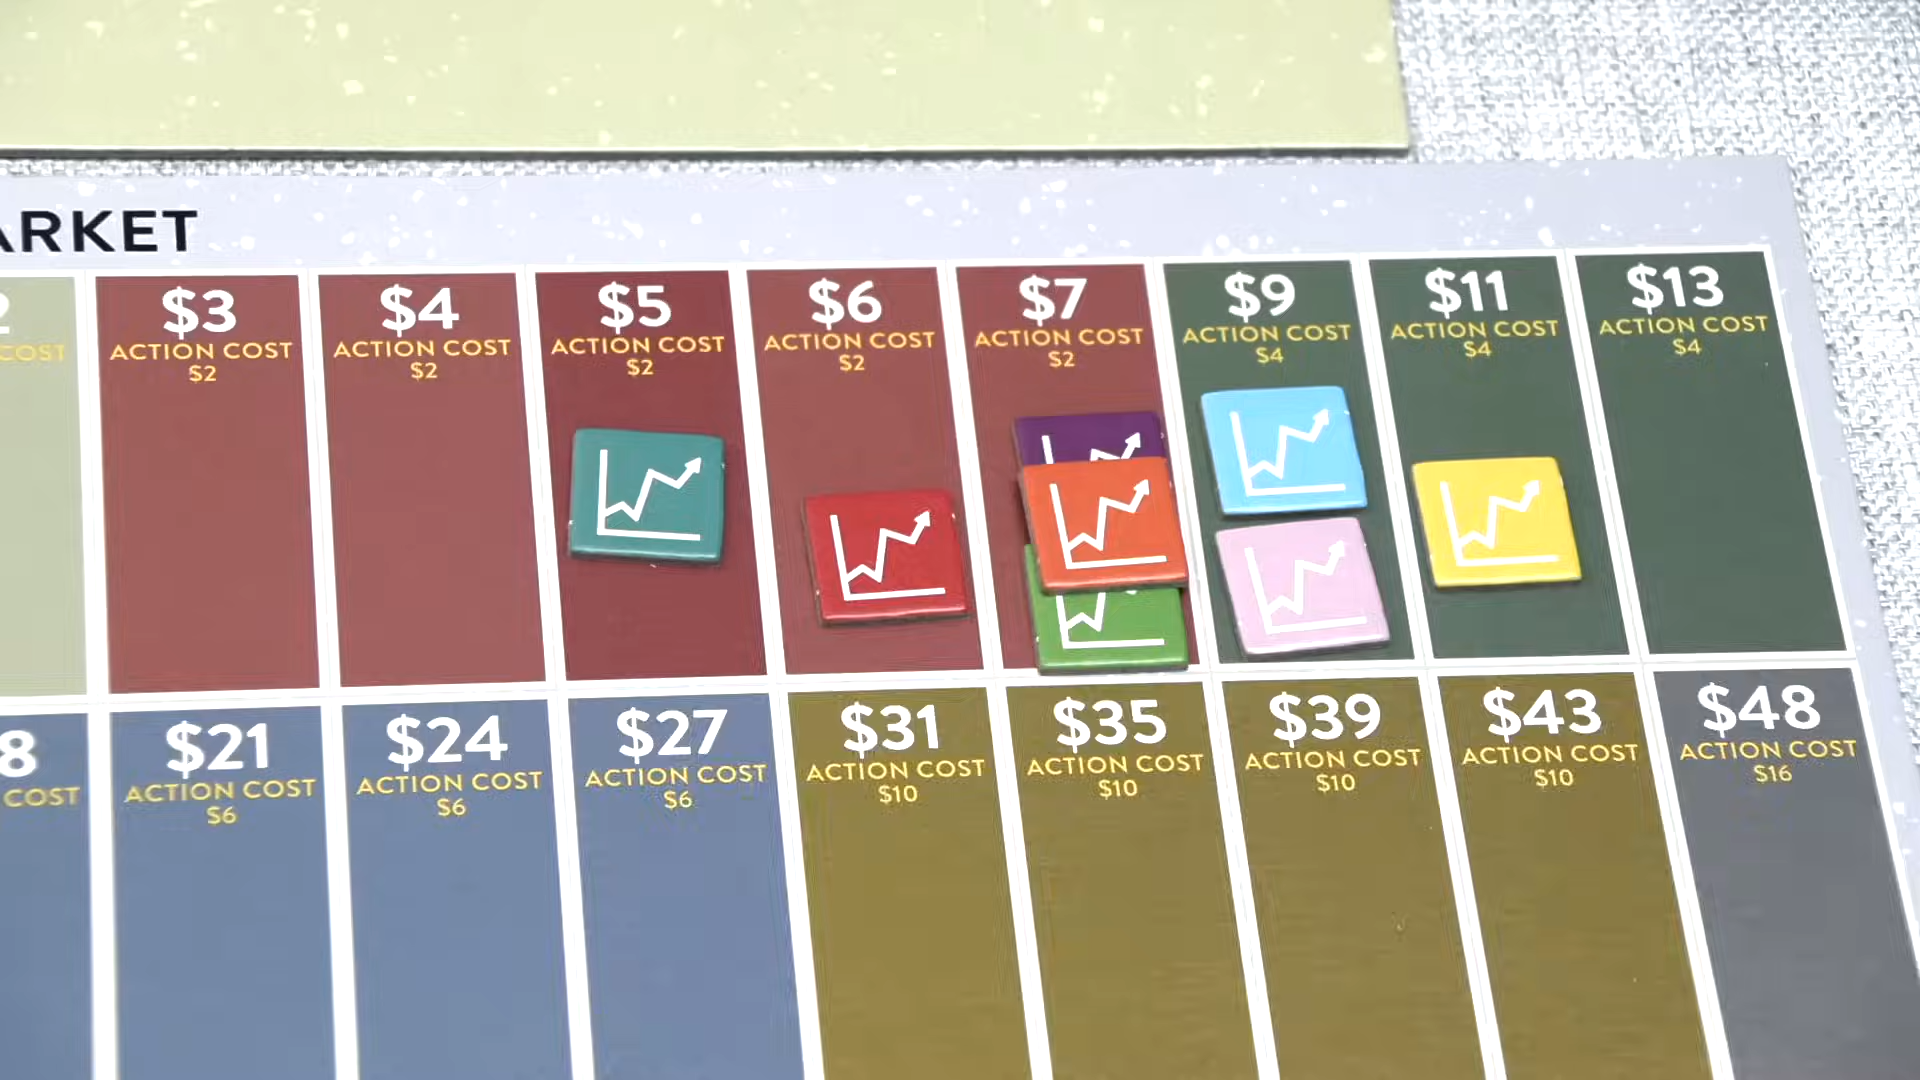 $3
$4
$5
$6
$7
$9
$11
$13
COST
ACTION COST
ACTION COST
ACTION COST
ACTION COST
ACTION COST
ACTION COST
ACTION COST
ACTION COST
$2
$2
$2
$2
$2
$4
$4
$4
$21
$24
$27
$31
$35
$39
$43
$48
COST
ACTION COST
ACTION COST
ACTION COST
ACTION COST
ACTION COST
ACTION COST
ACTION COST
ACTION COST
$6
$6
$6
$10
$10
$10
$10
$16